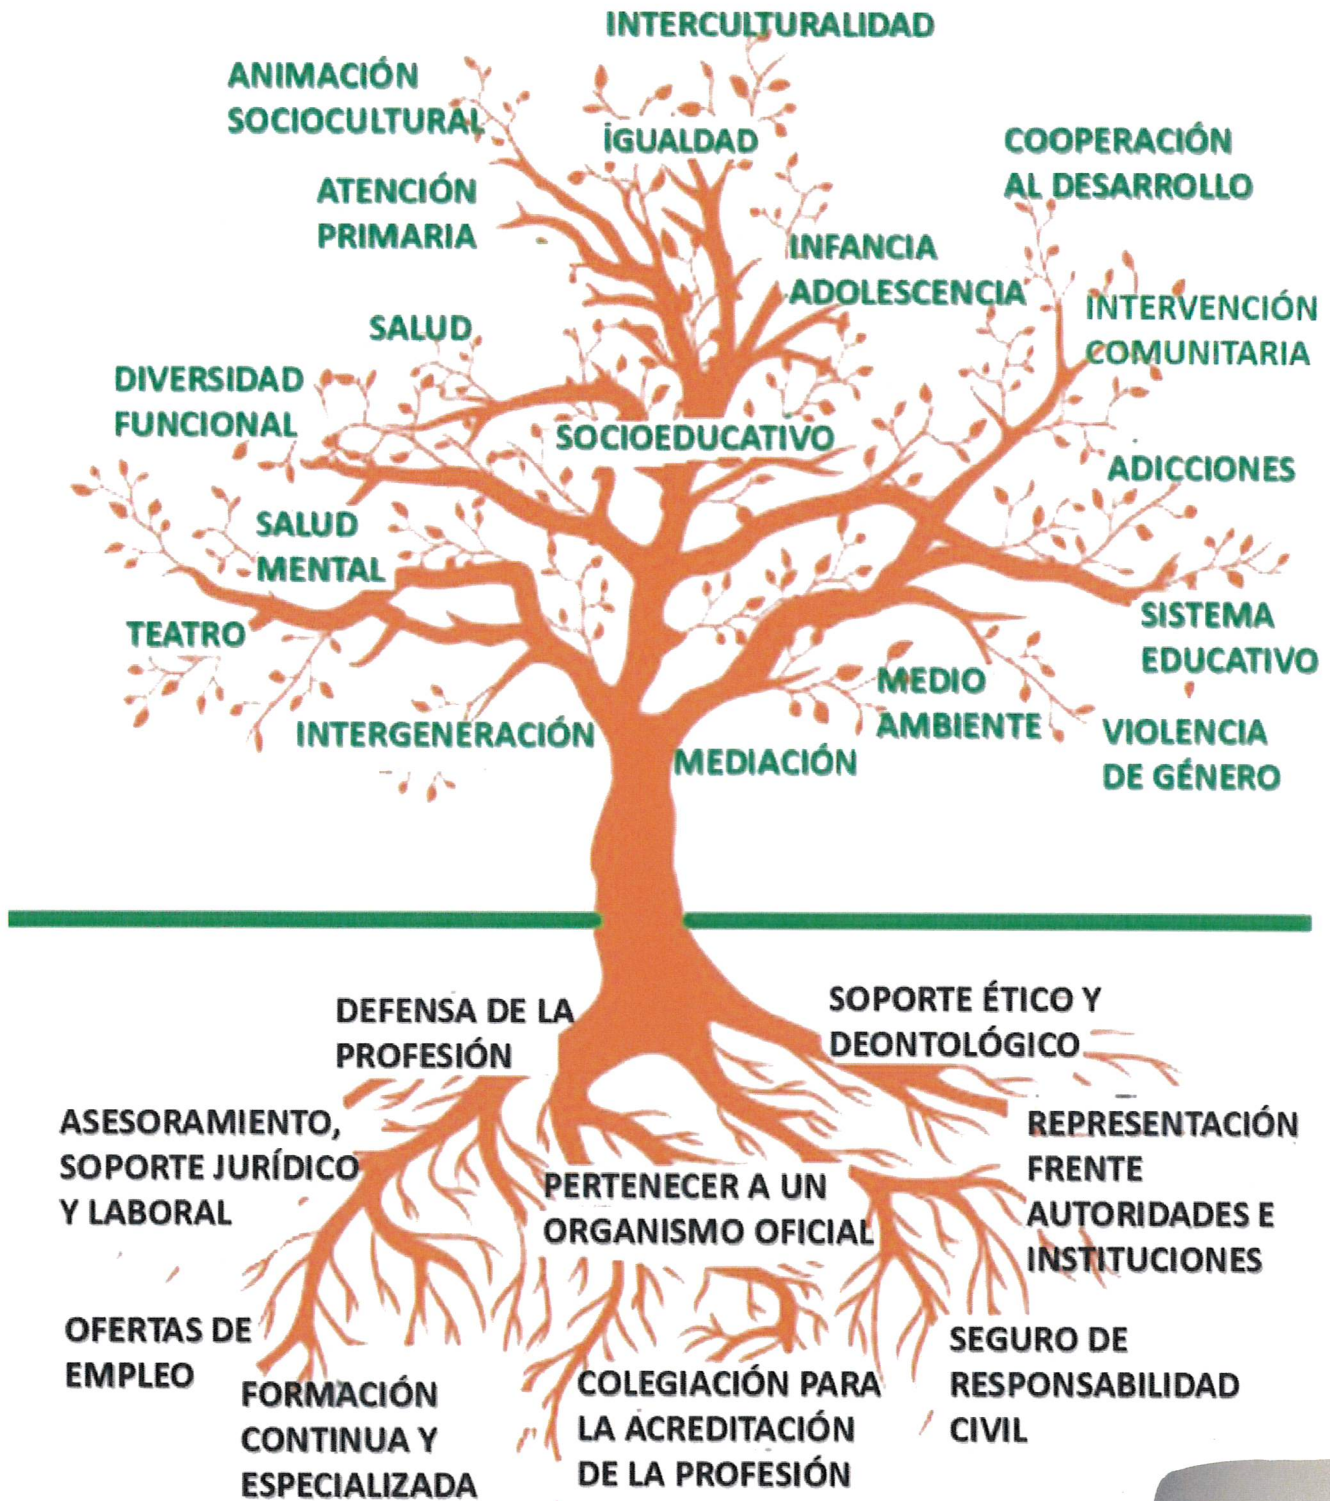 INTERCULTURALIDAD
ANIMACIÓN
SOCIOCULTURAL
IGUALDAD
COOPERACIÓN
AL DESARROLLO
ATENCIÓN
PRIMARIA
INFANCIA
ADOLESCENCIA
INTERVENCIÓN
COMUNITARIA
SALUD
DIVERSIDAD
FUNCIONAL
SOCIOEDUCATIVO
ADICCIONES
SALUD
MENTAL
TEATRO
SISTEMA
EDUCATIVO
MEDIO
AMBIENTE
INTERGENERACIÓN
MEDIACIÓN
VIOLENCIA
DE GÉNERO
DEFENSA DE LA
PROFESIÓN
SOPORTE ÉTICO Y
DEONTOLÓGICO
ASESORAMIENTO,
SOPORTE JURÍDICO
Y LABORAL
REPRESENTACIÓN
FRENTE
AUTORIDADES E
INSTITUCIONES
PERTENECER A UN
ORGANISMO OFICIAL
OFERTAS DE
EMPLEO
SEGURO DE
RESPONSABILIDAD
CIVIL
FORMACIÓN
CONTINUA Y
ESPECIALIZADA
COLEGIACIÓN PARA
LA ACREDITACIÓN
DE LA PROFESIÓN